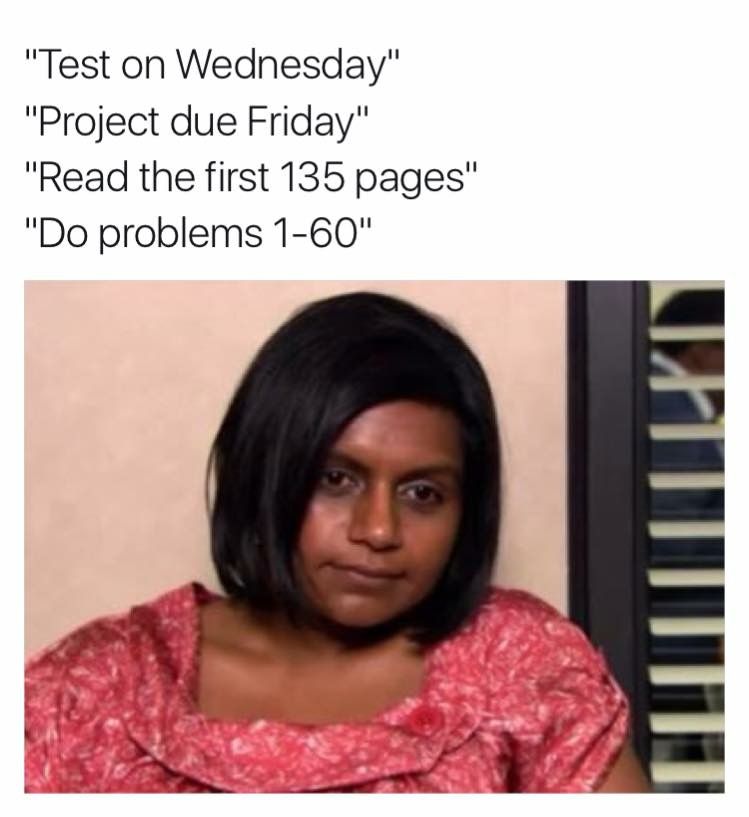 "Test on Wednesday"
"Project due Friday"
"Read the first 135 pages"
"Do problems 1-60"